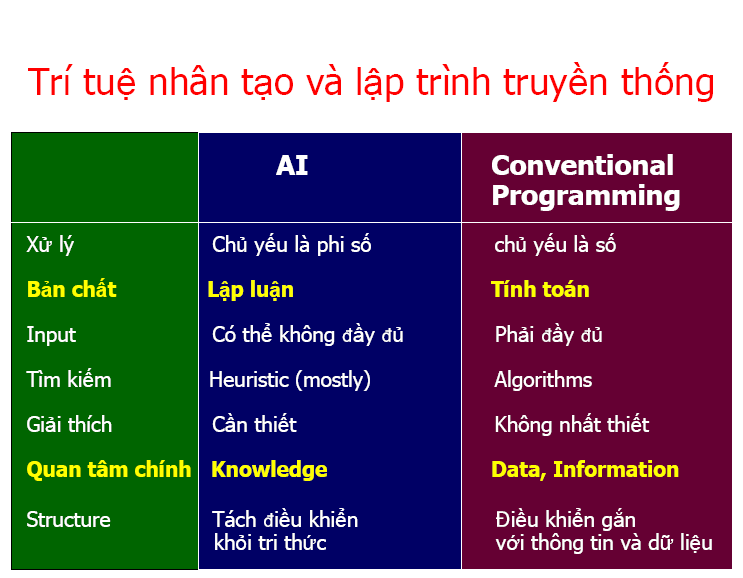 Trí tuệ nhân tạo và lập trình truyền thống
AI
Conventional
Programming
Xử lý
Chủ yếu là phi số
chủ yếu là số
Bản chất
Lập luận
Tính toán
Input
Có thể không đầy đủ
Phải đầy đủ
Tìm kiếm
Heuristic (mostly)
Algorithms
Giải thích
Cần thiết
Không nhất thiết
Quan tâm chính
Knowledge
Data, Information
Structure
Tách điều khiển
khỏi tri thức
Điều khiển gắn
với thông tin và dữ liệu